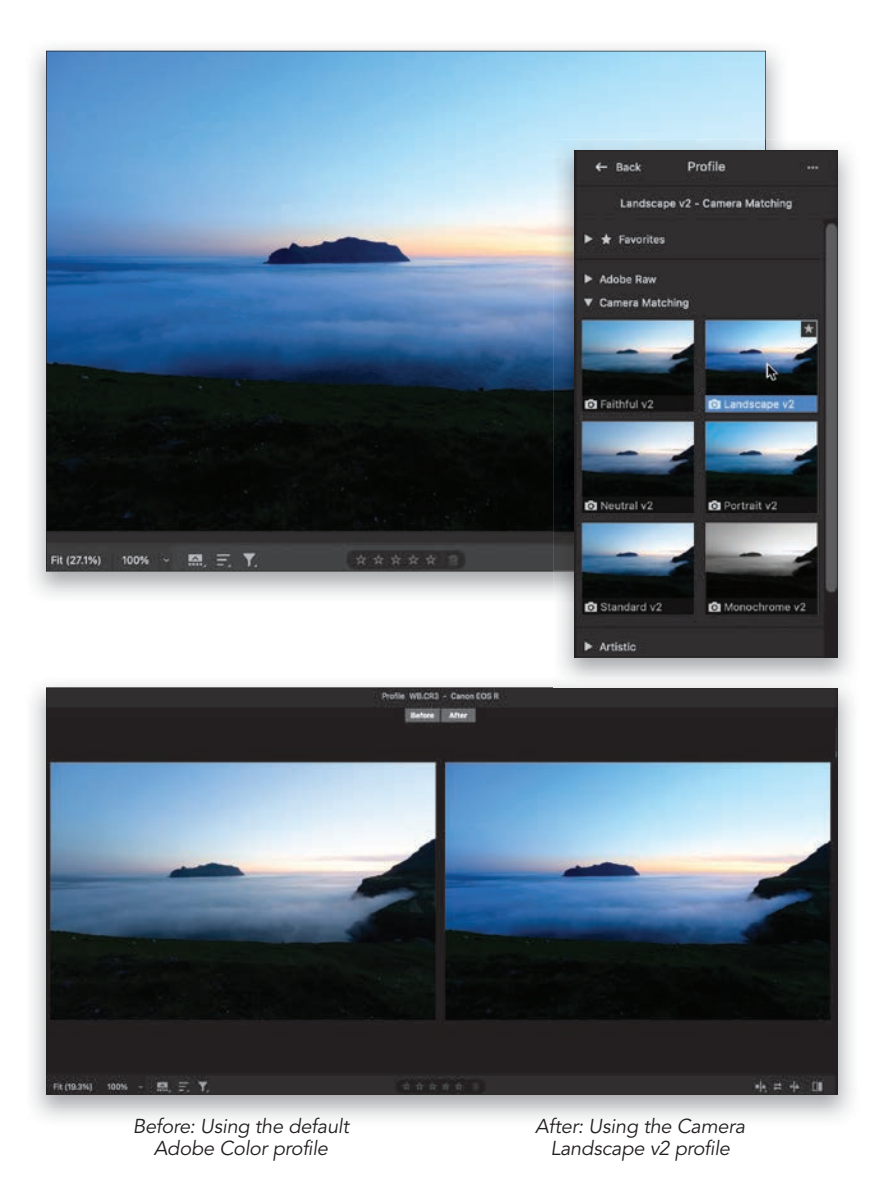 ← Back Profile ...
Landscape v2 - Camera Matching
▶ ★ Favorites
▶ Adobe Raw
▼ Camera Matching
Faithful v2 Landscape v2
Neutral v2 Portrait v2
Standard v2 Monochrome v2
▶ Artistic
Fit (27.1%) 100%
Profile WB.CR3 - Canon EOS R
Before After
Fit (19.3%) 100%
Before: Using the default
Adobe Color profile
After: Using the Camera
Landscape v2 profile